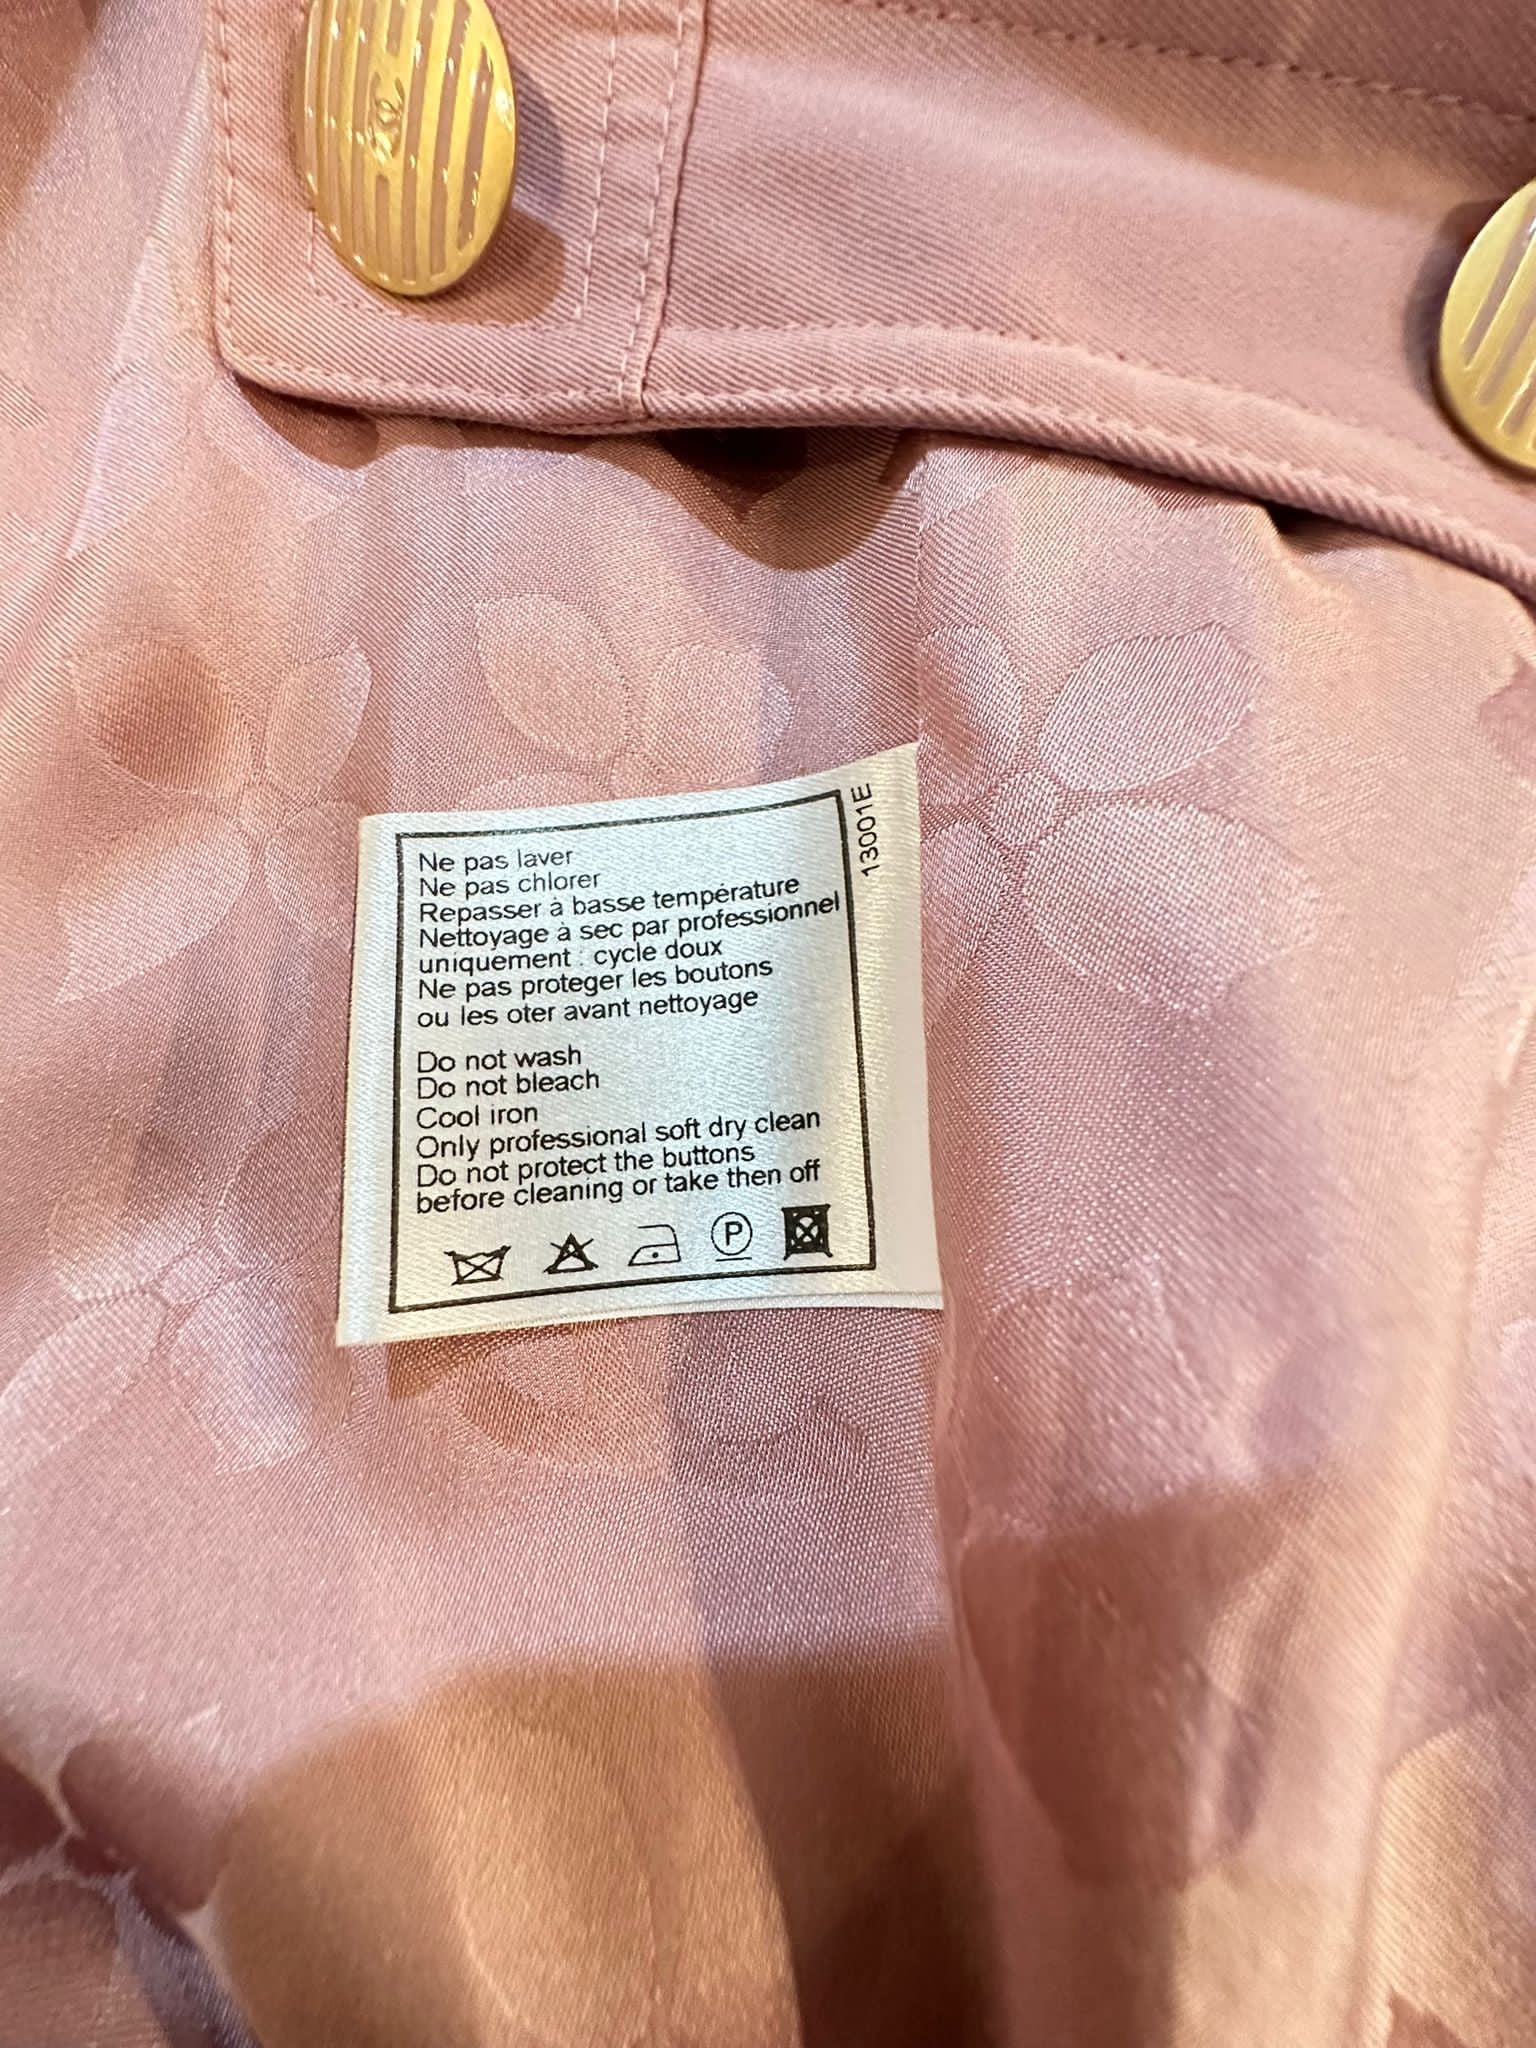 Ne pas laver
Ne pas chlorer
Repasser à basse température
Nettoyage à sec par professionnel
uniquement : cycle doux
Ne pas proteger les boutons
ou les oter avant nettoyage
Do not wash
Do not bleach
Cool iron
Only professional soft dry clean
Do not protect the buttons
before cleaning or take then off
P
13001E